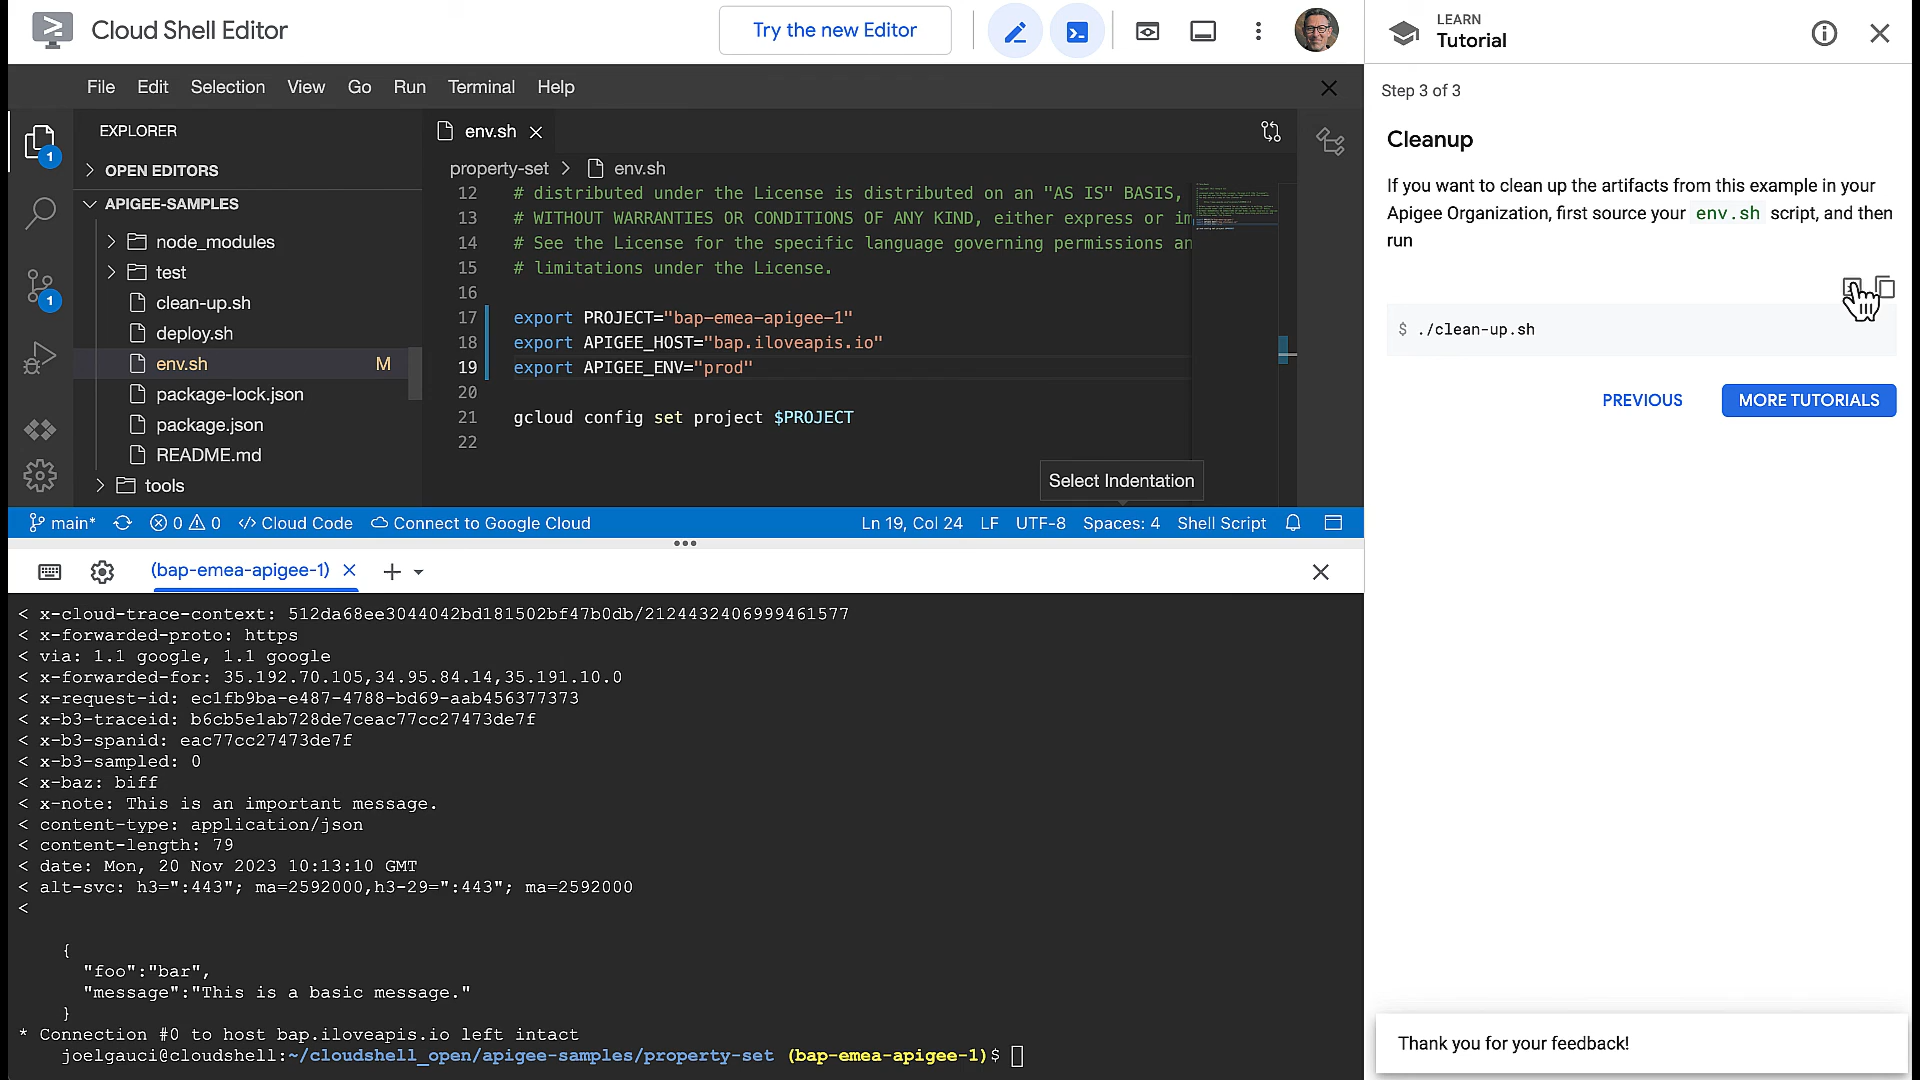 Cloud Shell Editor
Try the new Editor
File Edit Selection View Go Run Terminal Help
EXPLORER
OPEN EDITORS
APIGEE-SAMPLES
node_modules
test
clean-up.sh
deploy.sh
env.sh M
package-lock.json
package.json
README.md
tools
1
1
env.sh
property-set > env.sh
12 # distributed under the License is distributed on an "AS IS" BASIS,
13 # WITHOUT WARRANTIES OR CONDITIONS OF ANY KIND, either express or im
14 # See the License for the specific language governing permissions an
15 # limitations under the License.
16
17 export PROJECT="bap-emea-apigee-1"
18 export APIGEE_HOST="bap.iloveapis.io"
19 export APIGEE_ENV="prod"
20
21 gcloud config set project $PROJECT
22
Select Indentation
main* 0 0 </> Cloud Code Connect to Google Cloud Ln 19, Col 24 LF UTF-8 Spaces: 4 Shell Script
(bap-emea-apigee-1)
< x-cloud-trace-context: 512da68ee3044042bd181502bf47b0db/2124432406999461577
< x-forwarded-proto: https
< via: 1.1 google, 1.1 google
< x-forwarded-for: 35.192.70.105,34.95.84.14,35.191.10.0
< x-request-id: ec1fb9ba-e487-4788-bd69-aab456377373
< x-b3-traceid: b6cb5e1ab728de7ceac77cc27473de7f
< x-b3-spanid: eac77cc27473de7f
< x-b3-sampled: 0
< x-baz: biff
< x-note: This is an important message.
< content-type: application/json
< content-length: 79
< date: Mon, 20 Nov 2023 10:13:10 GMT
< alt-svc: h3=":443"; ma=2592000,h3-29=":443"; ma=2592000
<
{
"foo":"bar",
"message":"This is a basic message."
}
* Connection #0 to host bap.iloveapis.io left intact
joelgauci@cloudshell:~/cloudshell_open/apigee-samples/property-set (bap-emea-apigee-1)$
LEARN
Tutorial
Step 3 of 3
Cleanup
If you want to clean up the artifacts from this example in your
Apigee Organization, first source your env.sh script, and then
run
$ ./clean-up.sh
PREVIOUS MORE TUTORIALS
Thank you for your feedback!